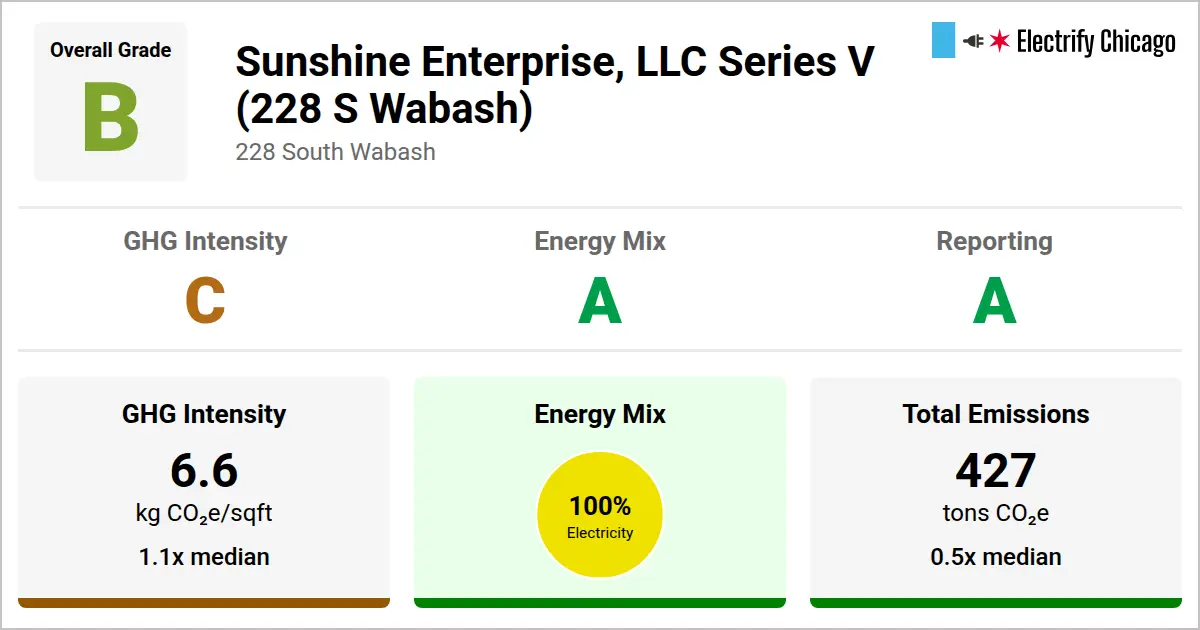 Overall Grade
B
Sunshine Enterprise, LLC Series V
(228 S Wabash)
228 South Wabash
Electrify Chicago
GHG Intensity
C
Energy Mix
A
Reporting
A
GHG Intensity
6.6
kg CO₂e/sqft
1.1x median
Energy Mix
100%
Electricity
Total Emissions
427
tons CO₂e
0.5x median